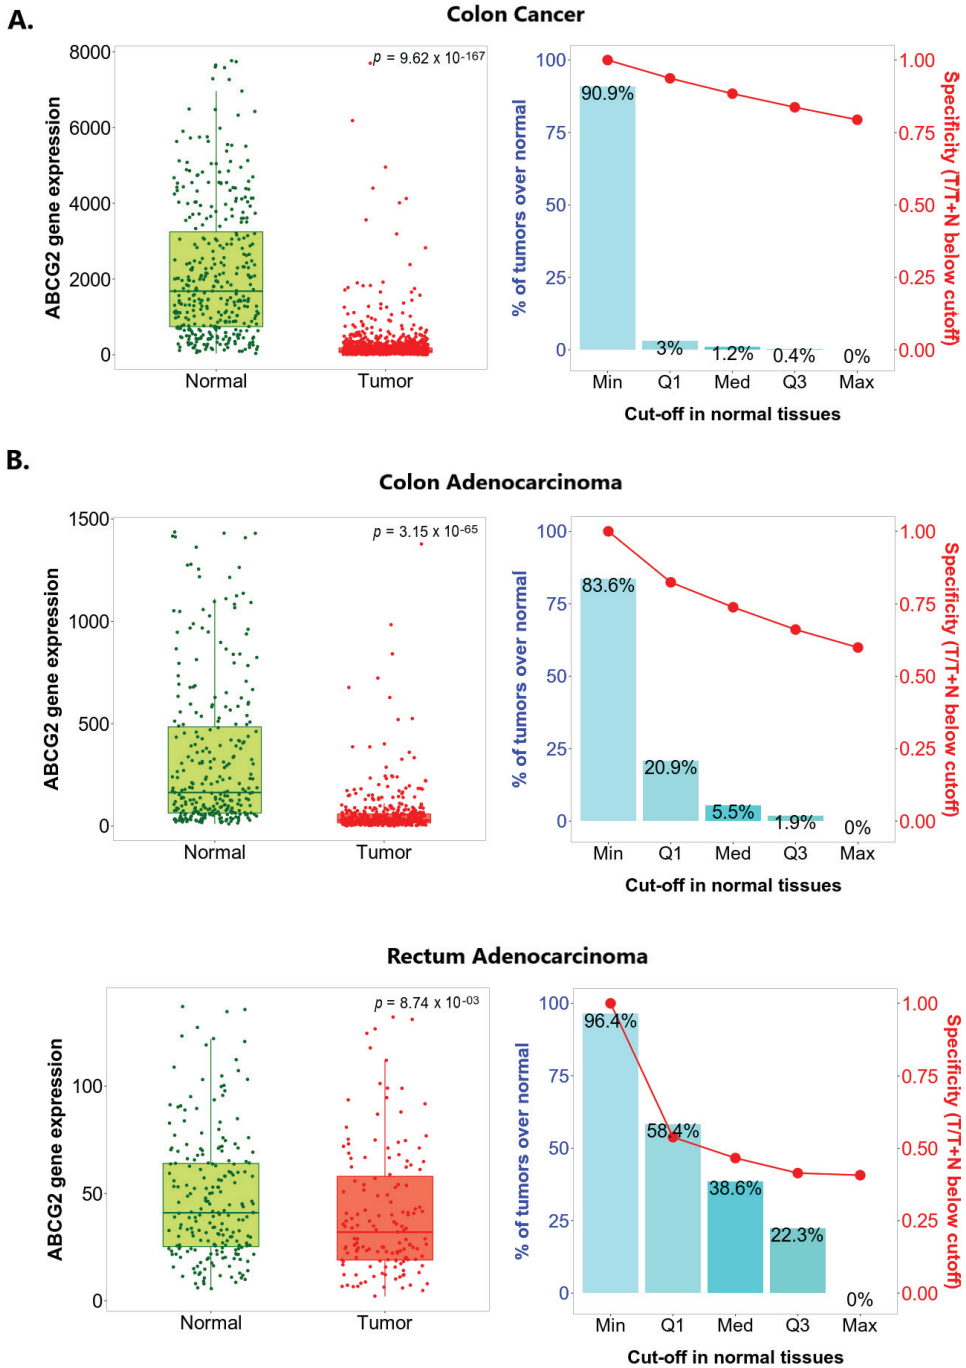 A.
Colon Cancer
8000
6000
4000
2000
0
ABCG2 gene expression
p = 9.62 x 10-167
Normal
Tumor
100
75
50
25
0
% of tumors over normal
90.9%
3%
1.2%
0.4%
0%
1.00
0.75
0.50
0.25
0.00
Specificity (T/T+N below cutoff)
Min
Q1
Med
Q3
Max
Cut-off in normal tissues
B.
Colon Adenocarcinoma
1500
1000
500
0
ABCG2 gene expression
p = 3.15 x 10-65
Normal
Tumor
100
75
50
25
0
% of tumors over normal
83.6%
20.9%
5.5%
1.9%
0%
1.00
0.75
0.50
0.25
0.00
Specificity (T/T+N below cutoff)
Min
Q1
Med
Q3
Max
Cut-off in normal tissues
Rectum Adenocarcinoma
100
50
0
ABCG2 gene expression
p = 8.74 x 10-03
Normal
Tumor
100
75
50
25
0
% of tumors over normal
96.4%
58.4%
38.6%
22.3%
0%
1.00
0.75
0.50
0.25
0.00
Specificity (T/T+N below cutoff)
Min
Q1
Med
Q3
Max
Cut-off in normal tissues